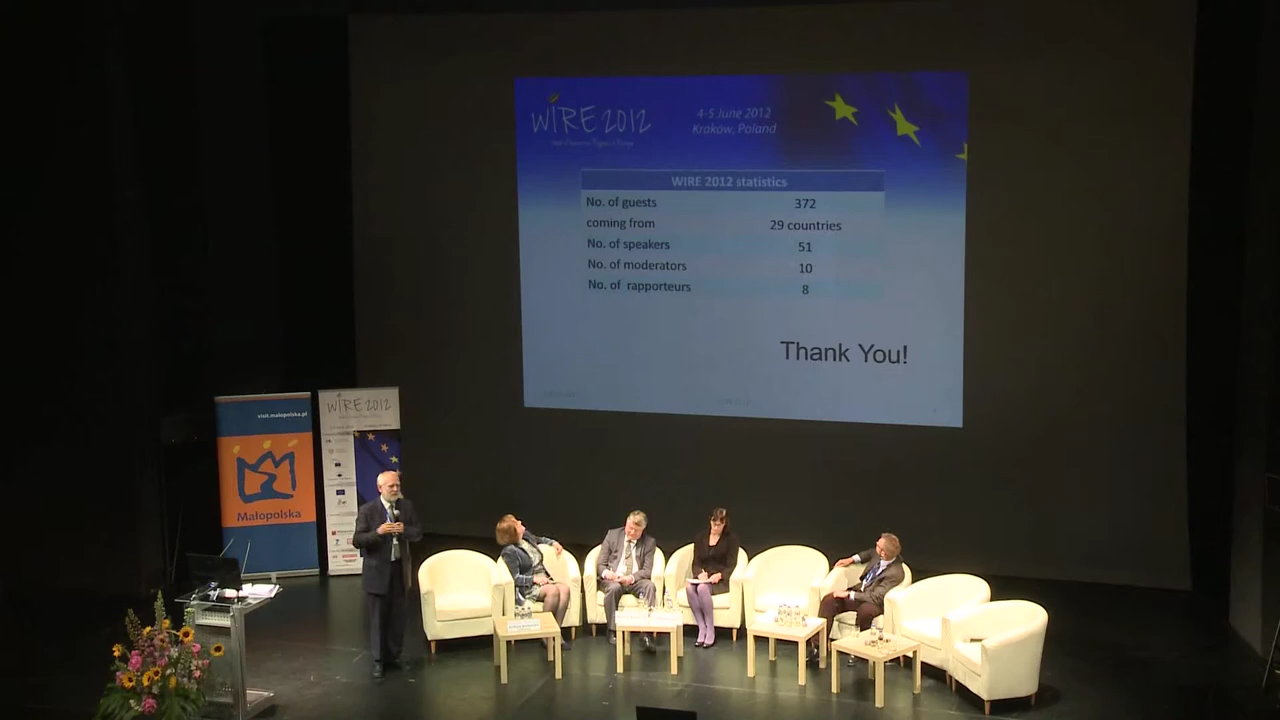 WIRE 2012
4-5 June 2012
Kraków, Poland
WIRE 2012 statistics
No. of guests 372
coming from 29 countries
No. of speakers 51
No. of moderators 10
No. of rapporteurs 8
Thank You!
visit.malopolska.pl
Małopolska
WIRE 2012